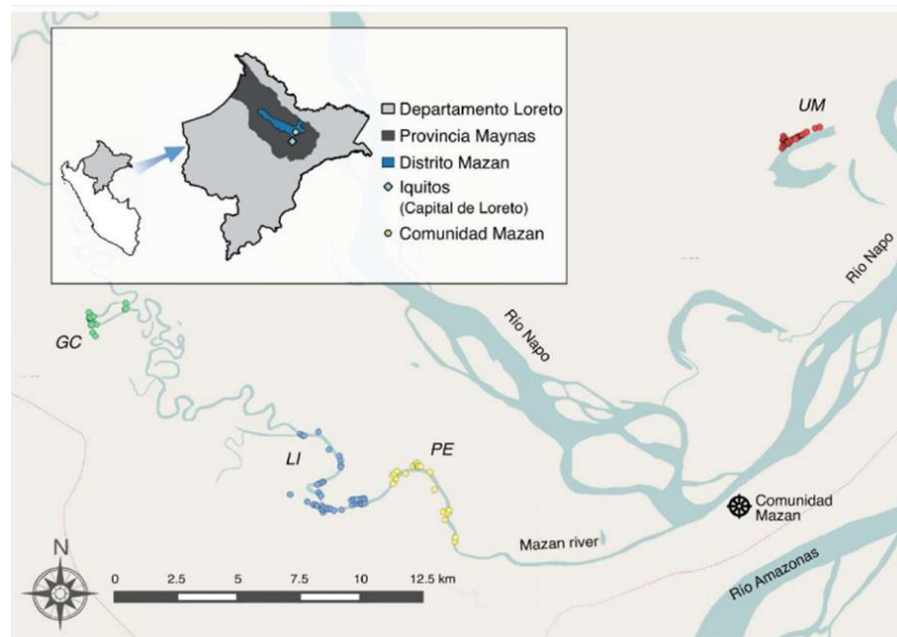 Departamento Loreto
Provincia Maynas
Distrito Mazan
Iquitos
(Capital de Loreto)
Comunidad Mazan
UM
Río Napo
Río Napo
GC
LI
PE
Comunidad
Mazan
Mazan river
Río Amazonas
N
0 2.5 5 7.5 10 12.5 km